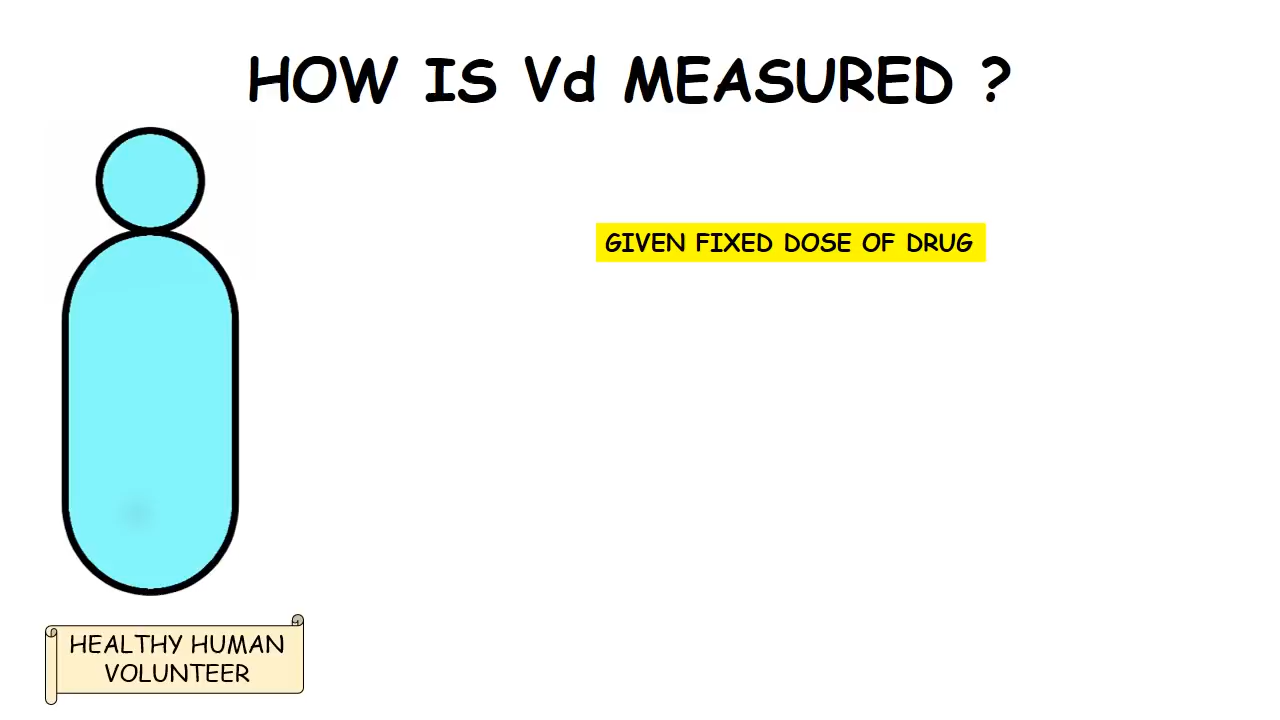 HOW IS Vd MEASURED ?
GIVEN FIXED DOSE OF DRUG
HEALTHY HUMAN
VOLUNTEER